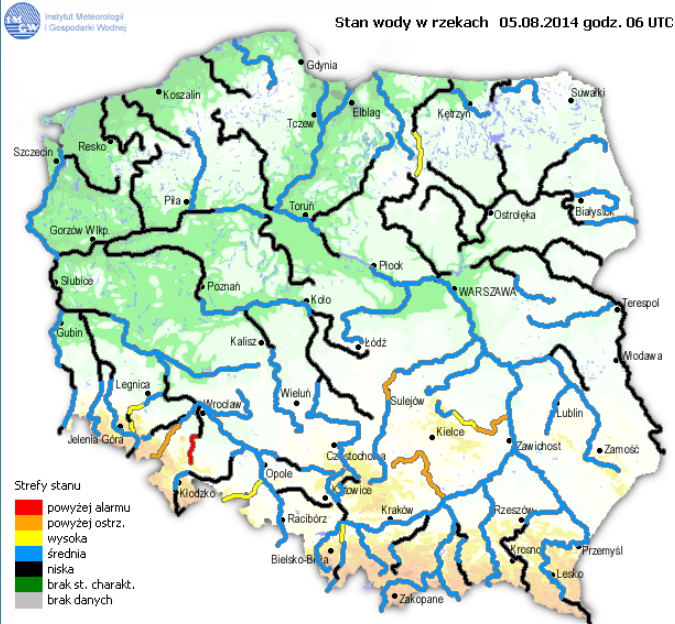 Instytut Meteorologii
i Gospodarki Wodnej
Stan wody w rzekach 05.08.2014 godz. 06 UTC
Gdynia
Suwałki
Koszalin
Kętrzyn
Elbląg
Tczew
Resko
Szczecin
Piła
Toruń
Białystok
Ostrołęka
Gorzów Wlkp.
Płock
Słubice
Poznań
WARSZAWA
Koło
Terespol
Gubin
Kalisz
Łódź
Włodawa
Legnica
Wieluń
Sulejów
Wrocław
Lublin
Jelenia Góra
Kielce
Zawichost
Częstochowa
Zamość
Opole
Kłodzko
Katowice
Kraków
Rzeszów
Racibórz
Bielsko-Biała
Krosno
Przemyśl
Lesko
Zakopane
Strefy stanu
powyżej alarmu
powyżej ostrz.
wysoka
średnia
niska
brak st. charakt.
brak danych